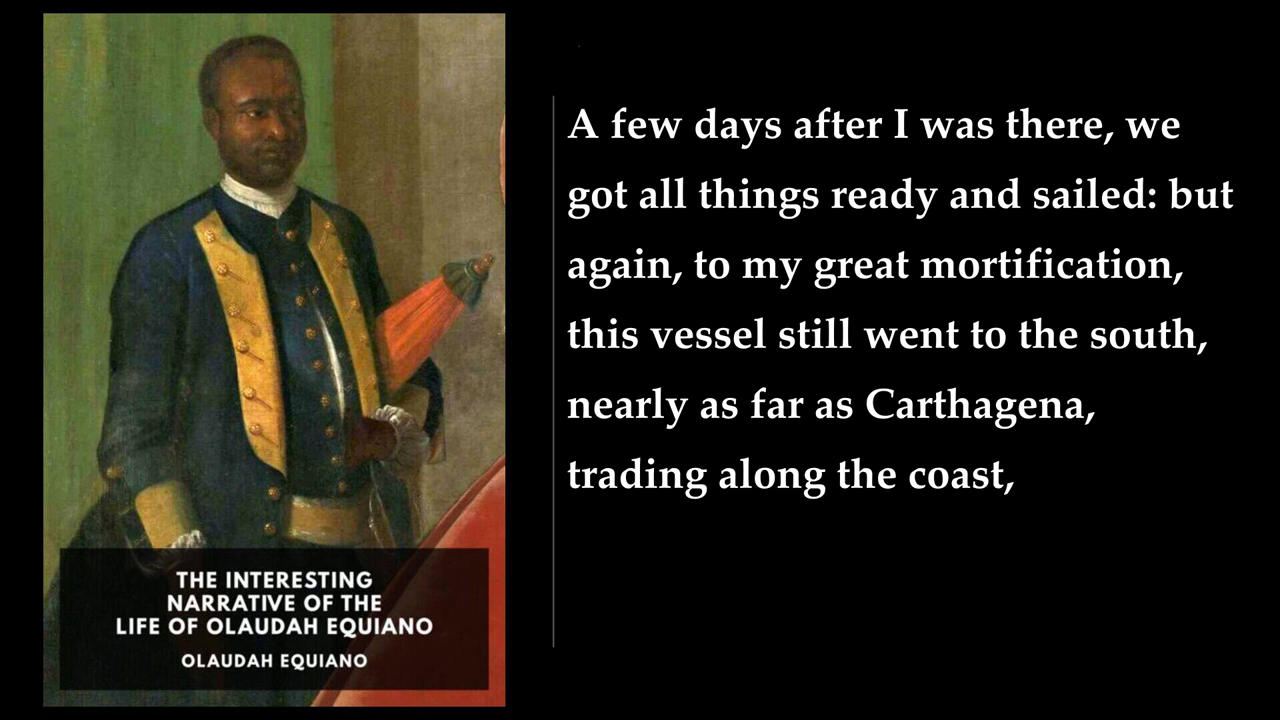 THE INTERESTING
NARRATIVE OF THE
LIFE OF OLAUDAH EQUIANO
OLAUDAH EQUIANO
A few days after I was there, we
got all things ready and sailed: but
again, to my great mortification,
this vessel still went to the south,
nearly as far as Carthagena,
trading along the coast,